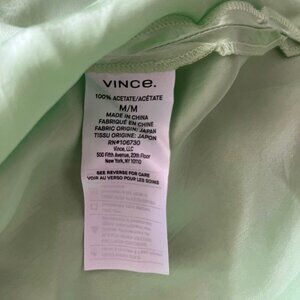 VINCE.
100% ACETATE/ACÉTATE
M/M
MADE IN CHINA
FABRIQUÉ EN CHINE
FABRIC ORIGIN: JAPAN
TISSU ORIGINE: JAPON
RN#106730
Vince, LLC
500 Fifth Avenue, 20th Floor
New York, NY 10110
SEE REVERSE FOR CARE
VOIR AU VERSO POUR LES SOINS